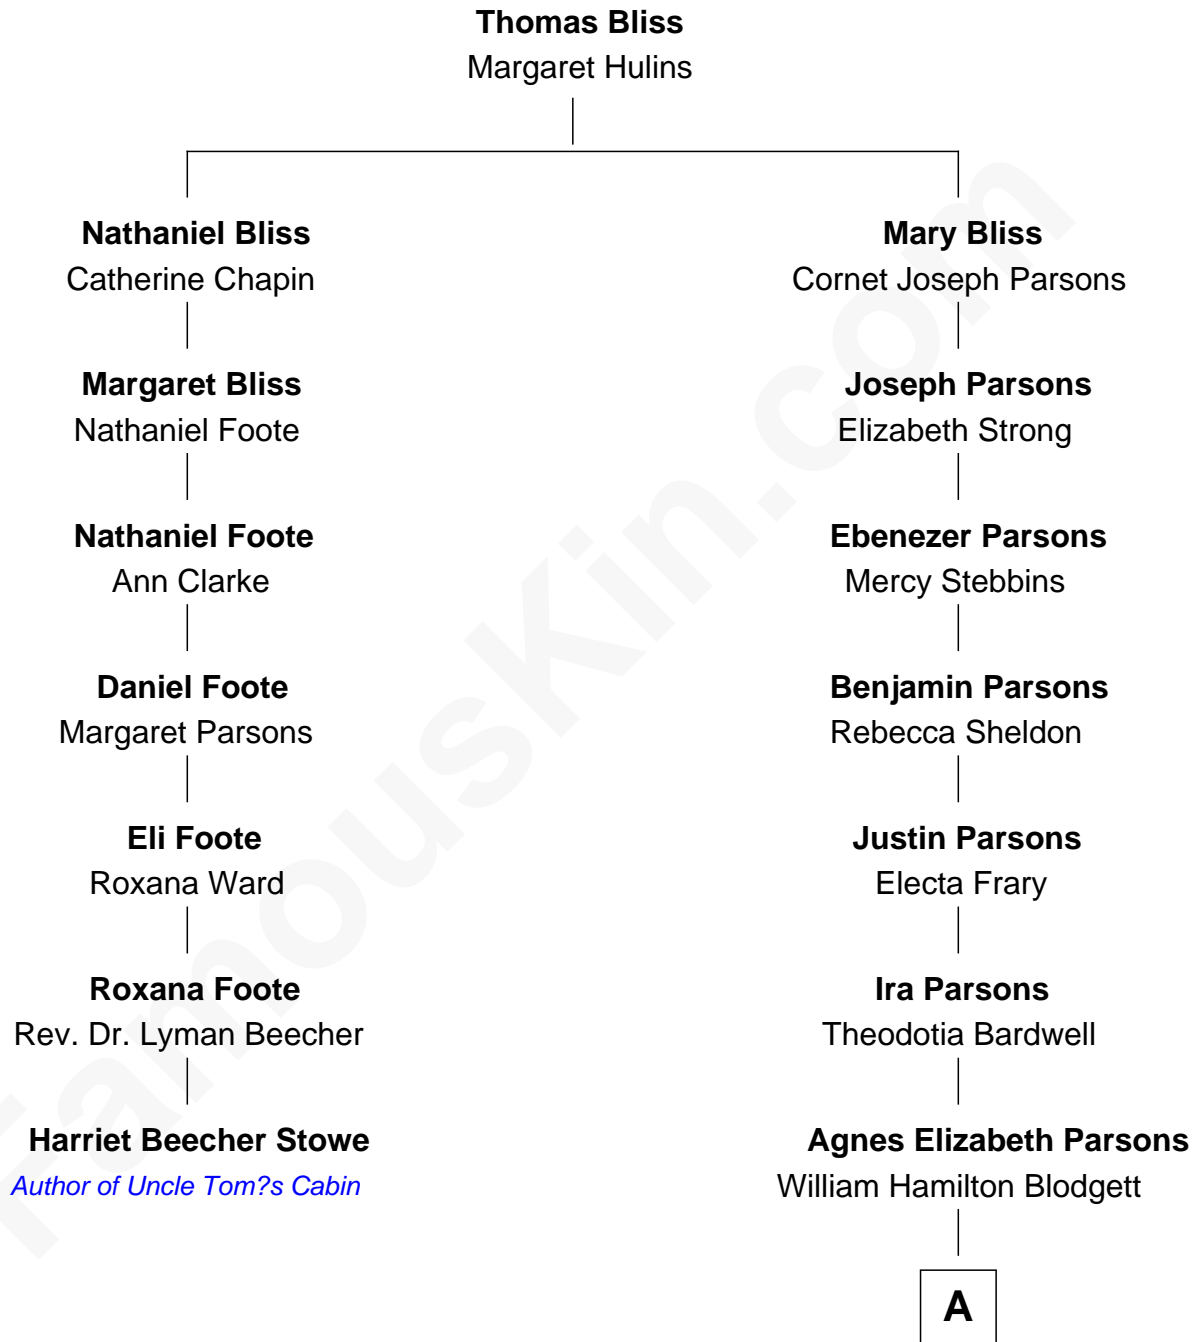 Thomas Bliss
Margaret Hulins
Nathaniel Bliss
Catherine Chapin
Mary Bliss
Cornet Joseph Parsons
Margaret Bliss
Nathaniel Foote
Joseph Parsons
Elizabeth Strong
Nathaniel Foote
Ann Clarke
Ebenezer Parsons
Mercy Stebbins
Daniel Foote
Margaret Parsons
Benjamin Parsons
Rebecca Sheldon
Eli Foote
Roxana Ward
Justin Parsons
Electa Frary
Roxana Foote
Rev. Dr. Lyman Beecher
Ira Parsons
Theodotia Bardwell
Harriet Beecher Stowe
Author of Uncle Tom?s Cabin
Agnes Elizabeth Parsons
William Hamilton Blodgett
A
FamousKin.com